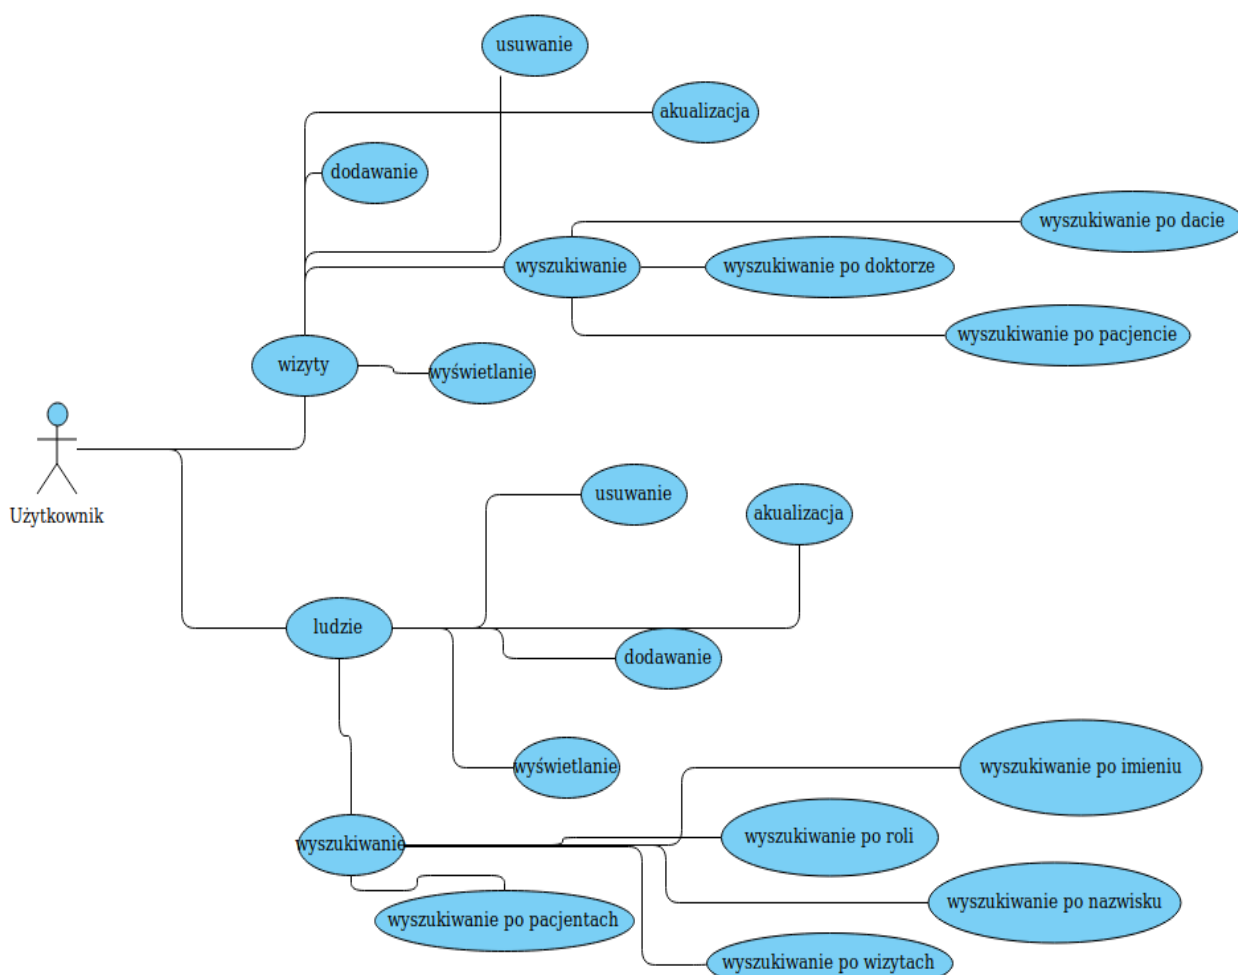 usuwanie
akualizacja
dodawanie
wyszukiwanie po dacie
wyszukiwanie
wyszukiwanie po doktorze
wyszukiwanie po pacjencie
wizyty
wyświetlanie
Użytkownik
usuwanie
akualizacja
ludzie
dodawanie
wyświetlanie
wyszukiwanie po imieniu
wyszukiwanie
wyszukiwanie po roli
wyszukiwanie po nazwisku
wyszukiwanie po pacjentach
wyszukiwanie po wizytach